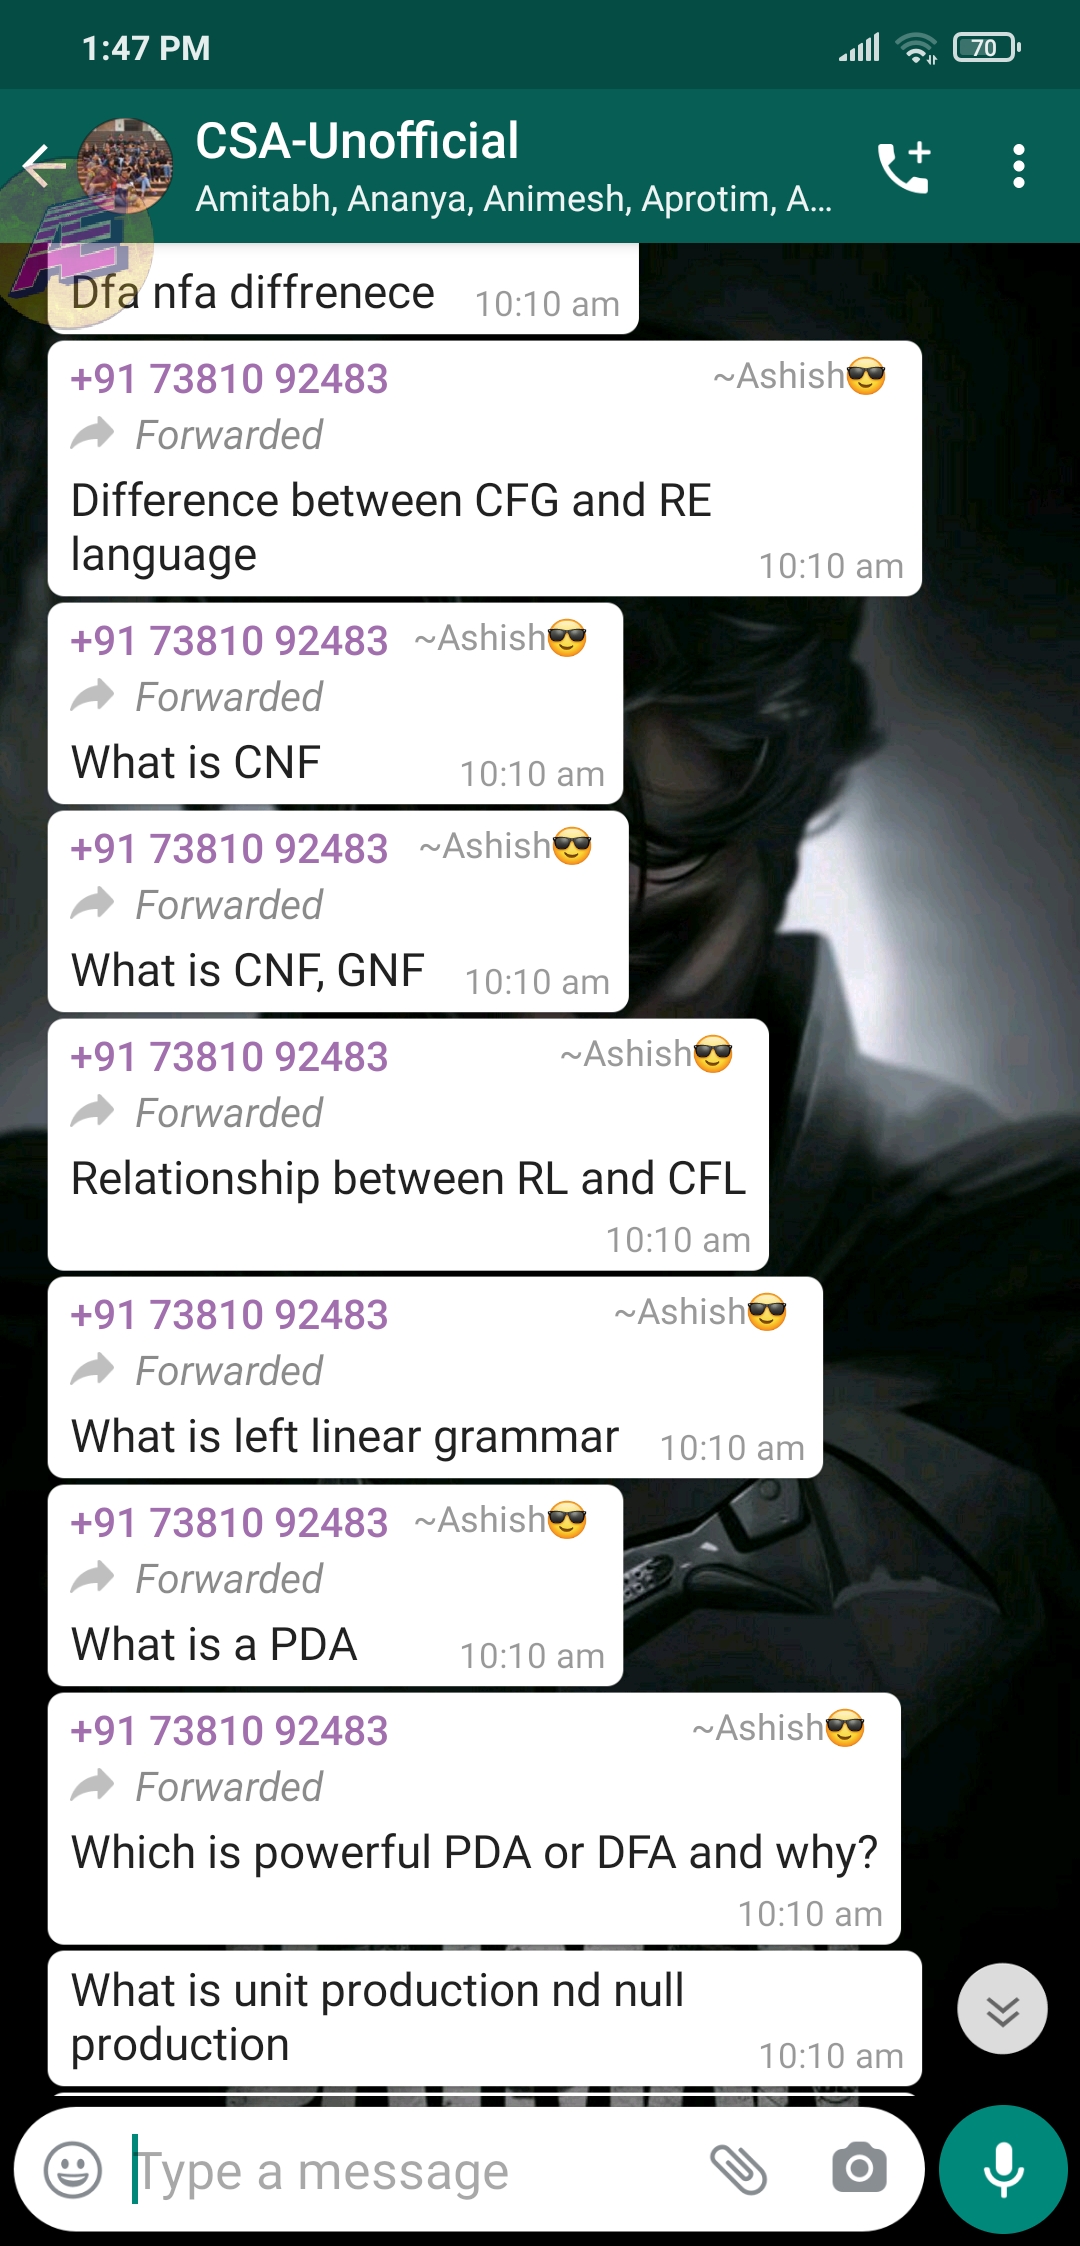 1:47 PM
70
CSA-Unofficial
Amitabh, Ananya, Animesh, Aprotim, A...
AE
Dfa nfa diffrenece 10:10 am
+91 73810 92483 ~Ashish😎
Forwarded
Difference between CFG and RE
language 10:10 am
+91 73810 92483 ~Ashish😎
Forwarded
What is CNF 10:10 am
+91 73810 92483 ~Ashish😎
Forwarded
What is CNF, GNF 10:10 am
+91 73810 92483 ~Ashish😎
Forwarded
Relationship between RL and CFL
10:10 am
+91 73810 92483 ~Ashish😎
Forwarded
What is left linear grammar 10:10 am
+91 73810 92483 ~Ashish😎
Forwarded
What is a PDA 10:10 am
+91 73810 92483 ~Ashish😎
Forwarded
Which is powerful PDA or DFA and why?
10:10 am
What is unit production nd null
production 10:10 am
Type a message